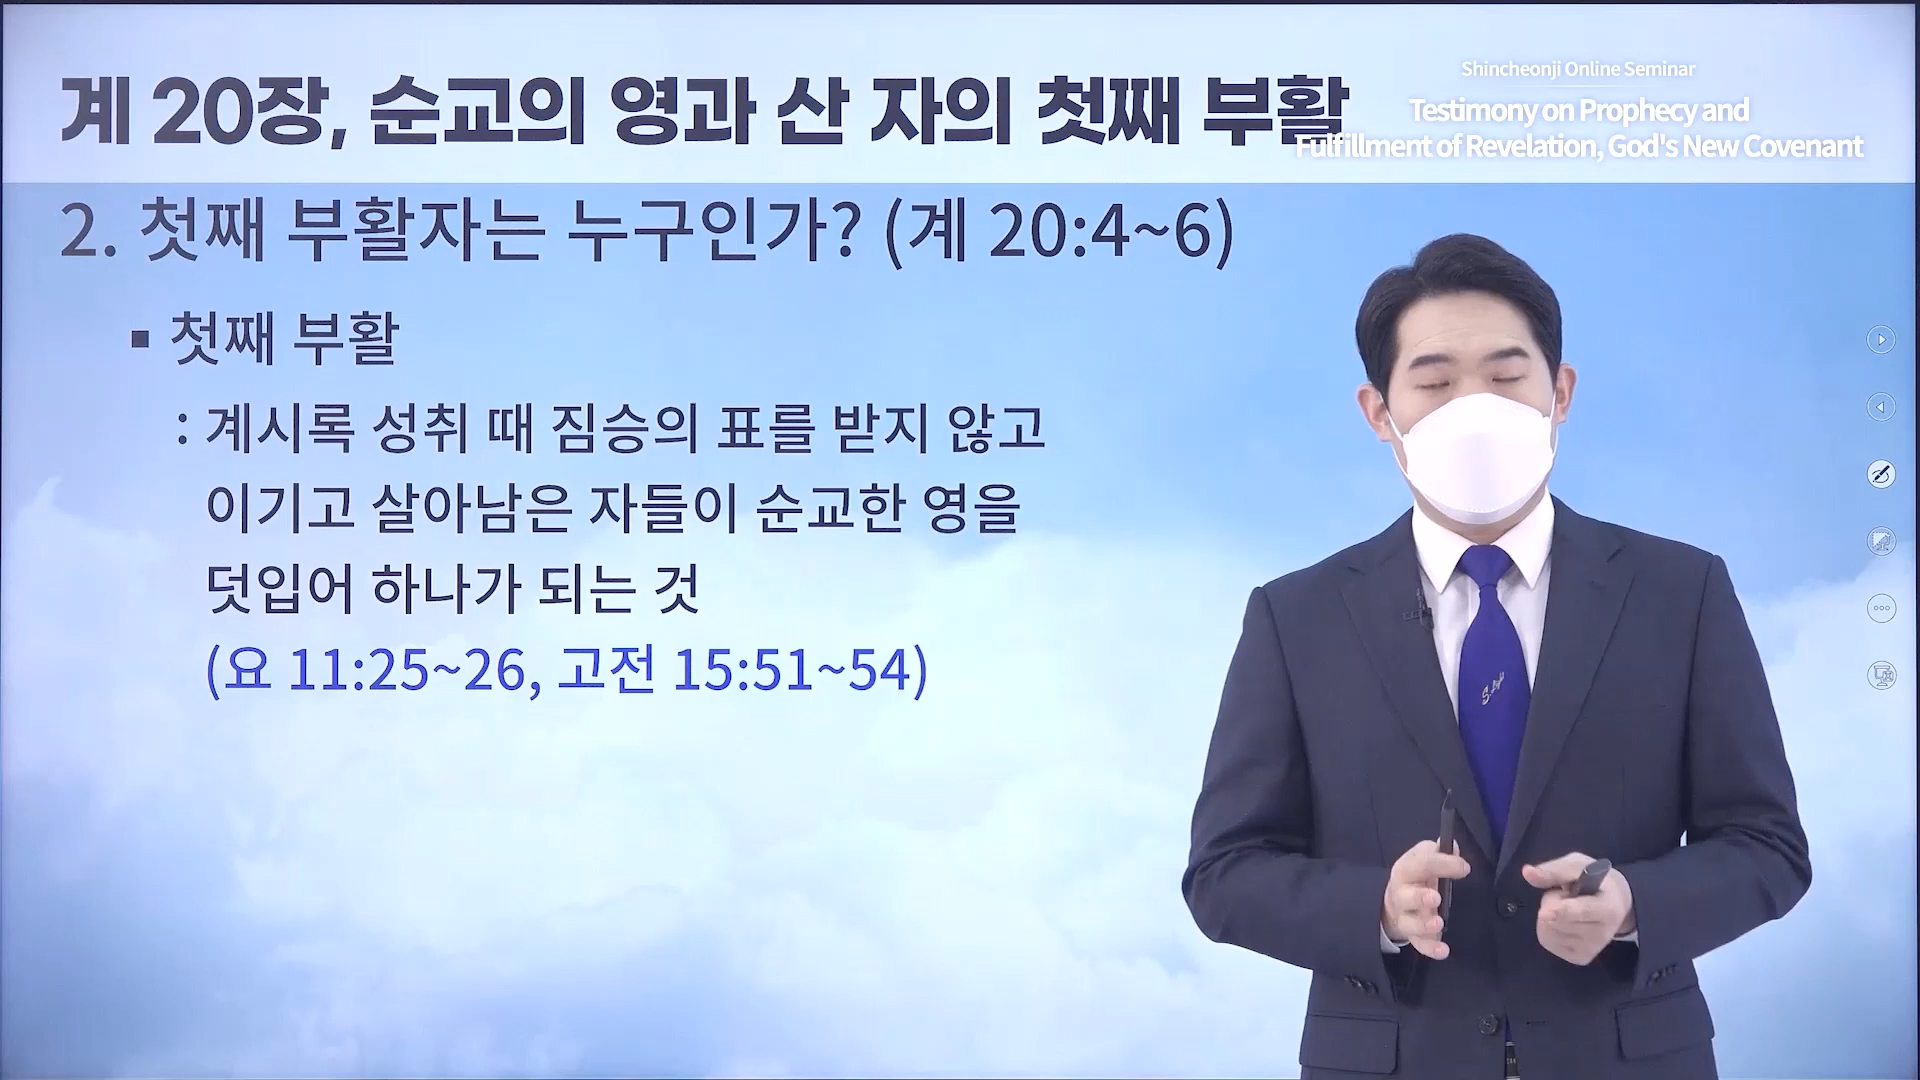 계 20장, 순교의 영과 산 자의 첫째 부활
Shincheonji Online Seminar
Testimony on Prophecy and
Fulfillment of Revelation, God's New Covenant
2. 첫째 부활자는 누구인가? (계 20:4~6)
▪ 첫째 부활
: 계시록 성취 때 짐승의 표를 받지 않고
이기고 살아남은 자들이 순교한 영을
덧입어 하나가 되는 것
(요 11:25~26, 고전 15:51~54)